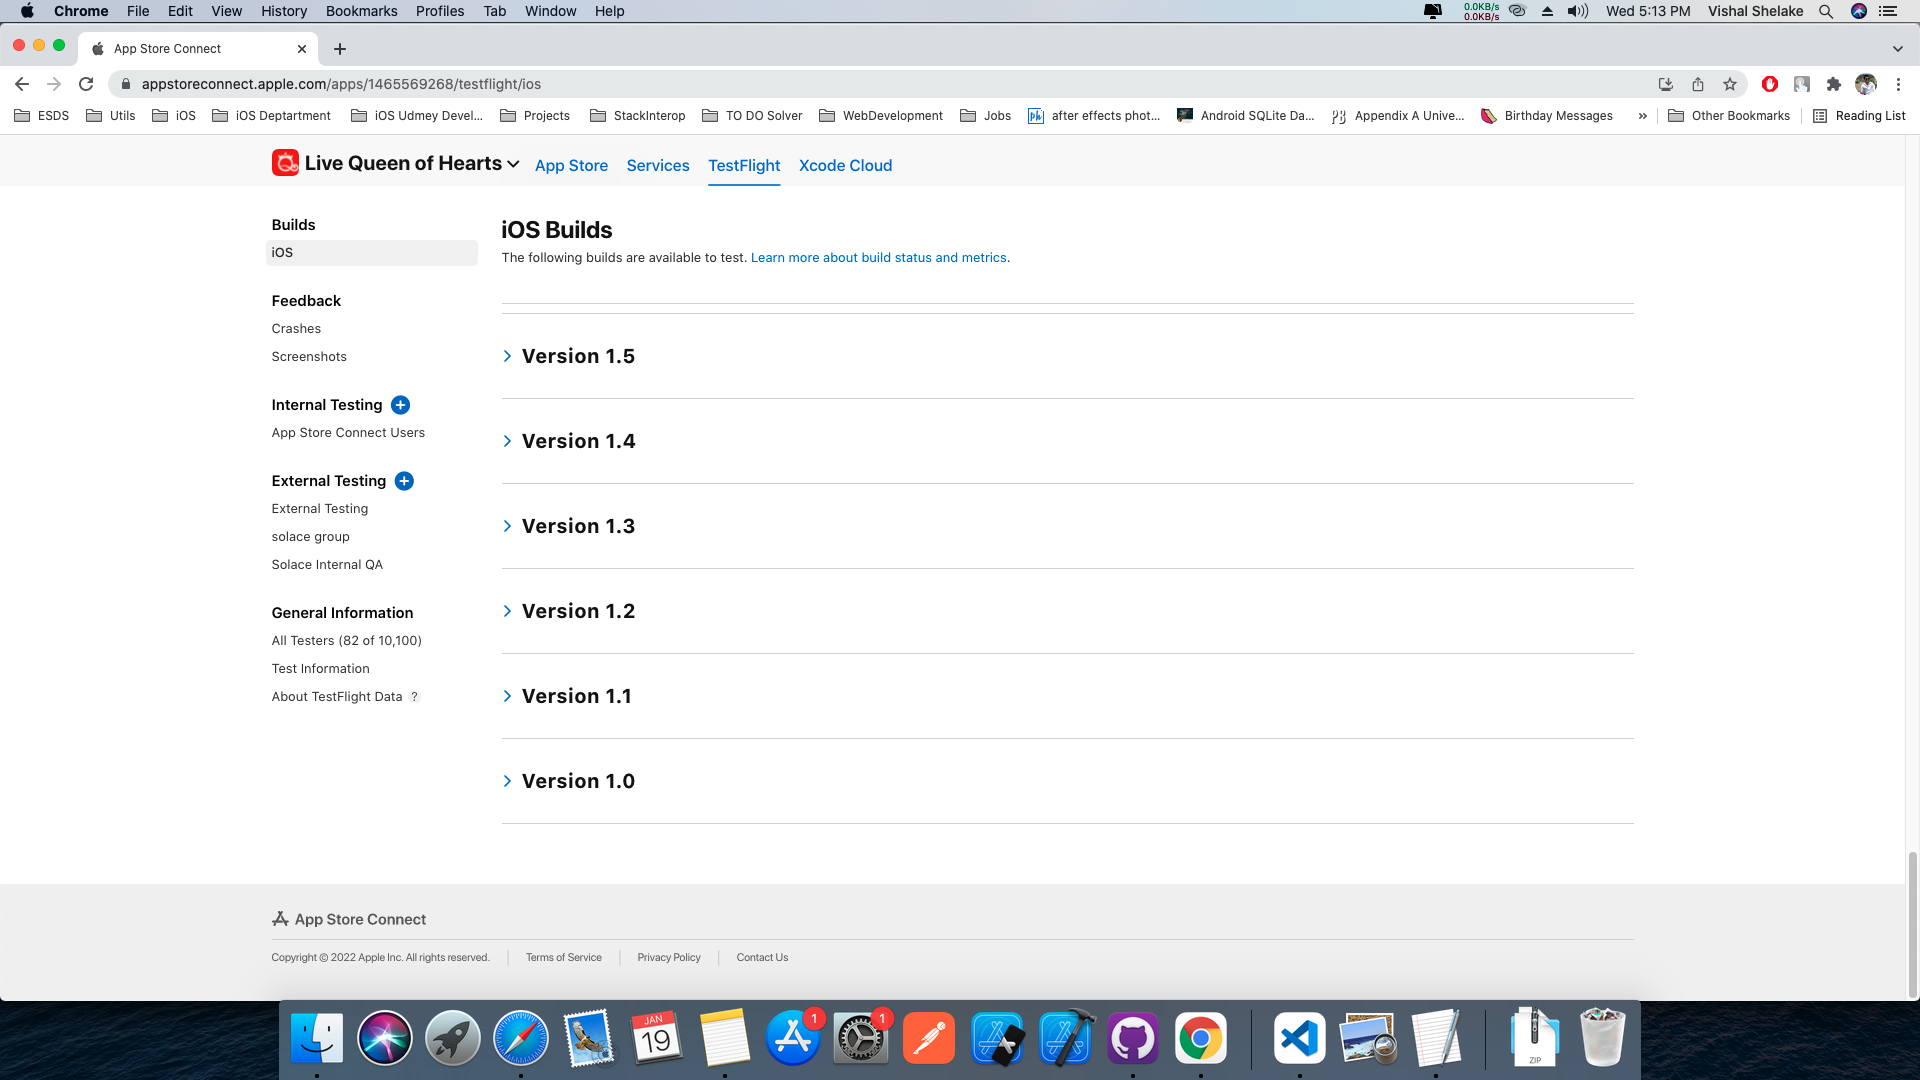 Chrome File Edit View History Bookmarks Profiles Tab Window Help 0.0KB/s 0.0KB/s Wed 5:13 PM Vishal Shelake
App Store Connect
appstoreconnect.apple.com/apps/1465569268/testflight/ios
ESDS Utils iOS iOS Deptartment iOS Udmey Devel... Projects StackInterop TO DO Solver WebDevelopment Jobs after effects phot... Android SQLite Da... Appendix A Unive... Birthday Messages » Other Bookmarks Reading List
Live Queen of Hearts App Store Services TestFlight Xcode Cloud
Builds
iOS
Feedback
Crashes
Screenshots
Internal Testing
App Store Connect Users
External Testing
External Testing
solace group
Solace Internal QA
General Information
All Testers (82 of 10,100)
Test Information
About TestFlight Data ?
iOS Builds
The following builds are available to test. Learn more about build status and metrics.
Version 1.5
Version 1.4
Version 1.3
Version 1.2
Version 1.1
Version 1.0
App Store Connect
Copyright © 2022 Apple Inc. All rights reserved. Terms of Service Privacy Policy Contact Us
JAN
19
1
1
ZIP